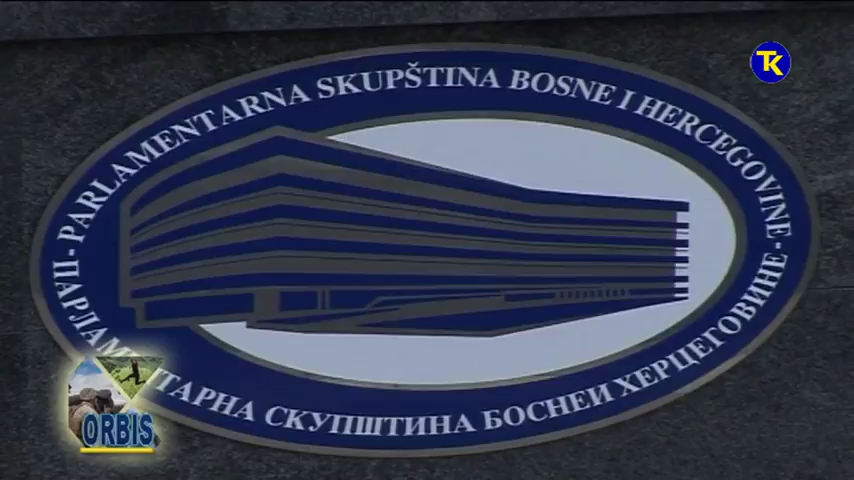 TK
- PARLAMENTARNA SKUPŠTINA BOSNE I HERCEGOVINE -
СКУПШТИНА БОСНЕ И ХЕРЦЕГОВИНЕ
ORBIS